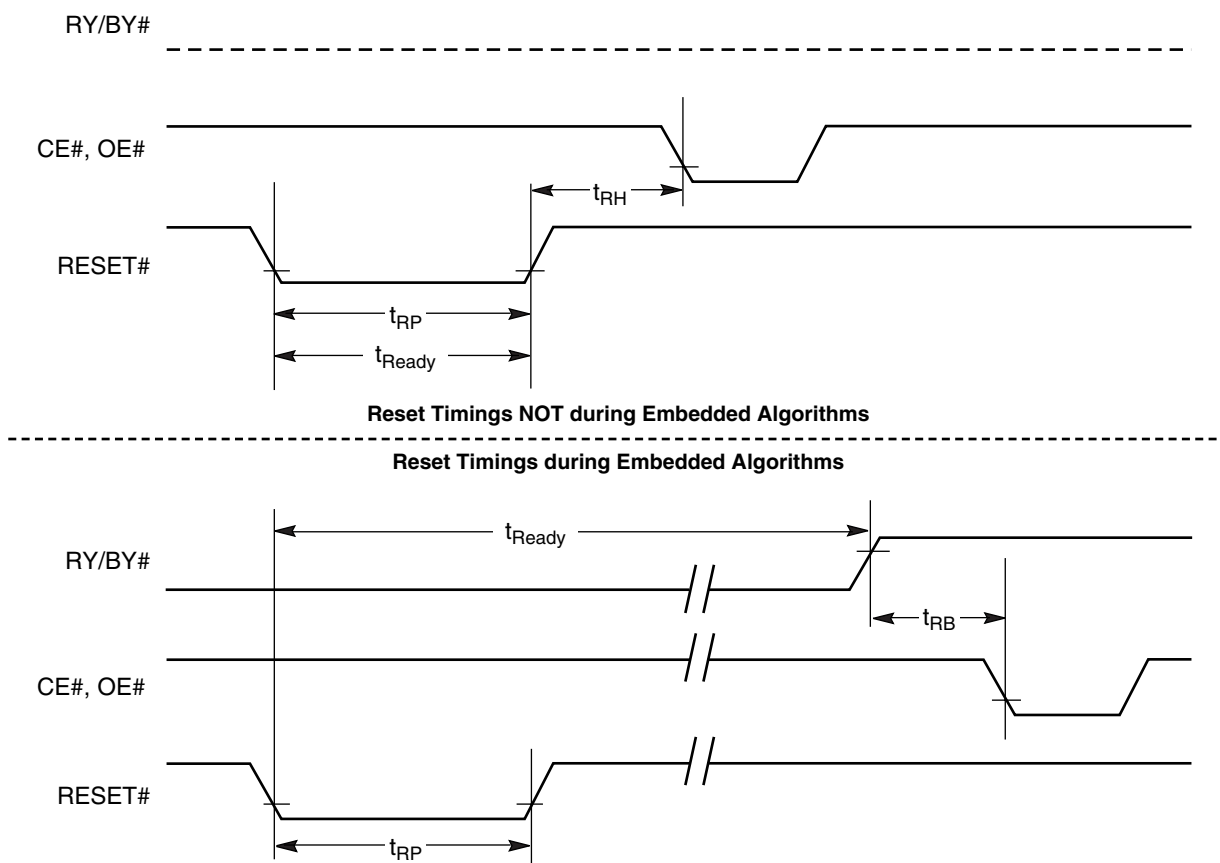 RY/BY#
CE#, OE#
tRH
RESET#
tRP
tReady
Reset Timings NOT during Embedded Algorithms
Reset Timings during Embedded Algorithms
tReady
RY/BY#
tRB
CE#, OE#
RESET#
tRP